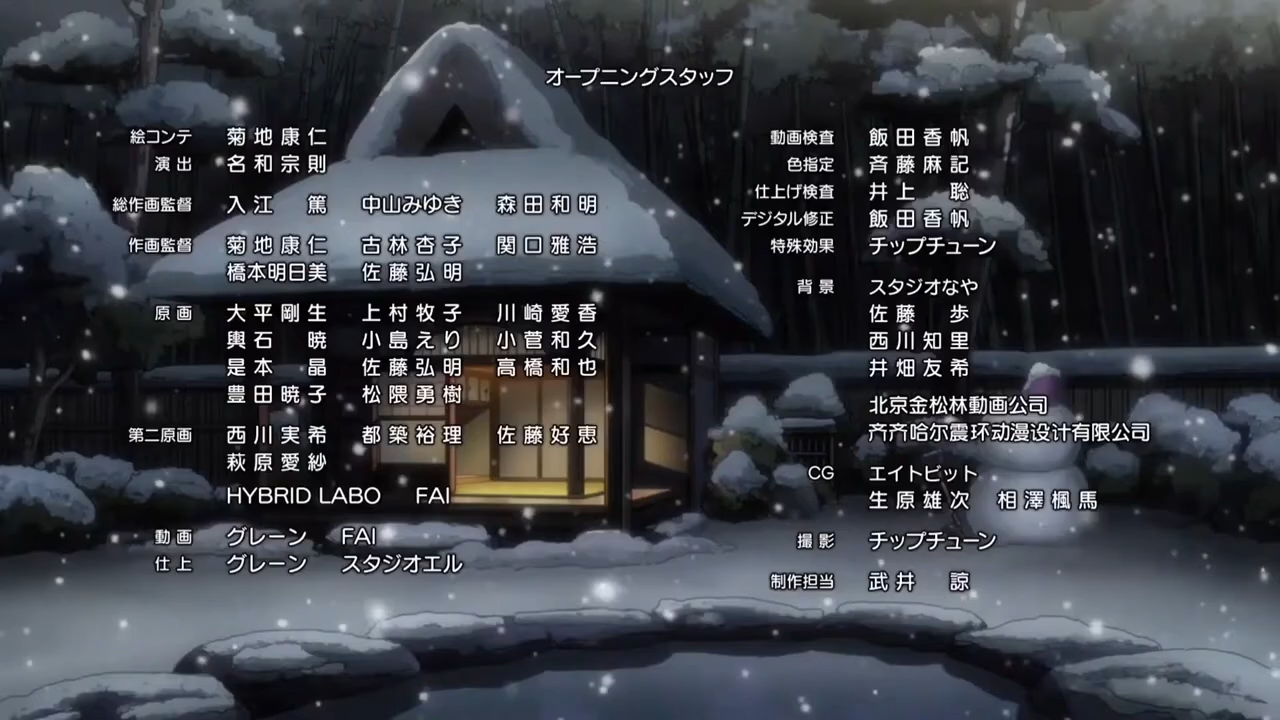 オープニングスタッフ
絵コンテ 菊地康仁
演出 名和宗則
総作画監督 入江 篤 中山みゆき 森田和明
作画監督 菊地康仁 古林杏子 関口雅浩
橋本明日美 佐藤弘明
原画 大平剛生 上村牧子 川崎愛香
輿石 暁 小島えり 小菅和久
是本 晶 佐藤弘明 高橋和也
豊田暁子 松隈勇樹
第二原画 西川実希 都築裕理 佐藤好恵
萩原愛紗
HYBRID LABO FAI
動画 グレーン FAI
仕上 グレーン スタジオエル
動画検査 飯田香帆
色指定 斉藤麻記
仕上げ検査 井上 聡
デジタル修正 飯田香帆
特殊効果 チップチューン
背景 スタジオなや
佐藤 歩
西川知里
井畑友希
北京金松林動画公司
齐齐哈尔震环动漫设计有限公司
CG エイトビット
生原雄次 相澤楓馬
撮影 チップチューン
制作担当 武井 諒